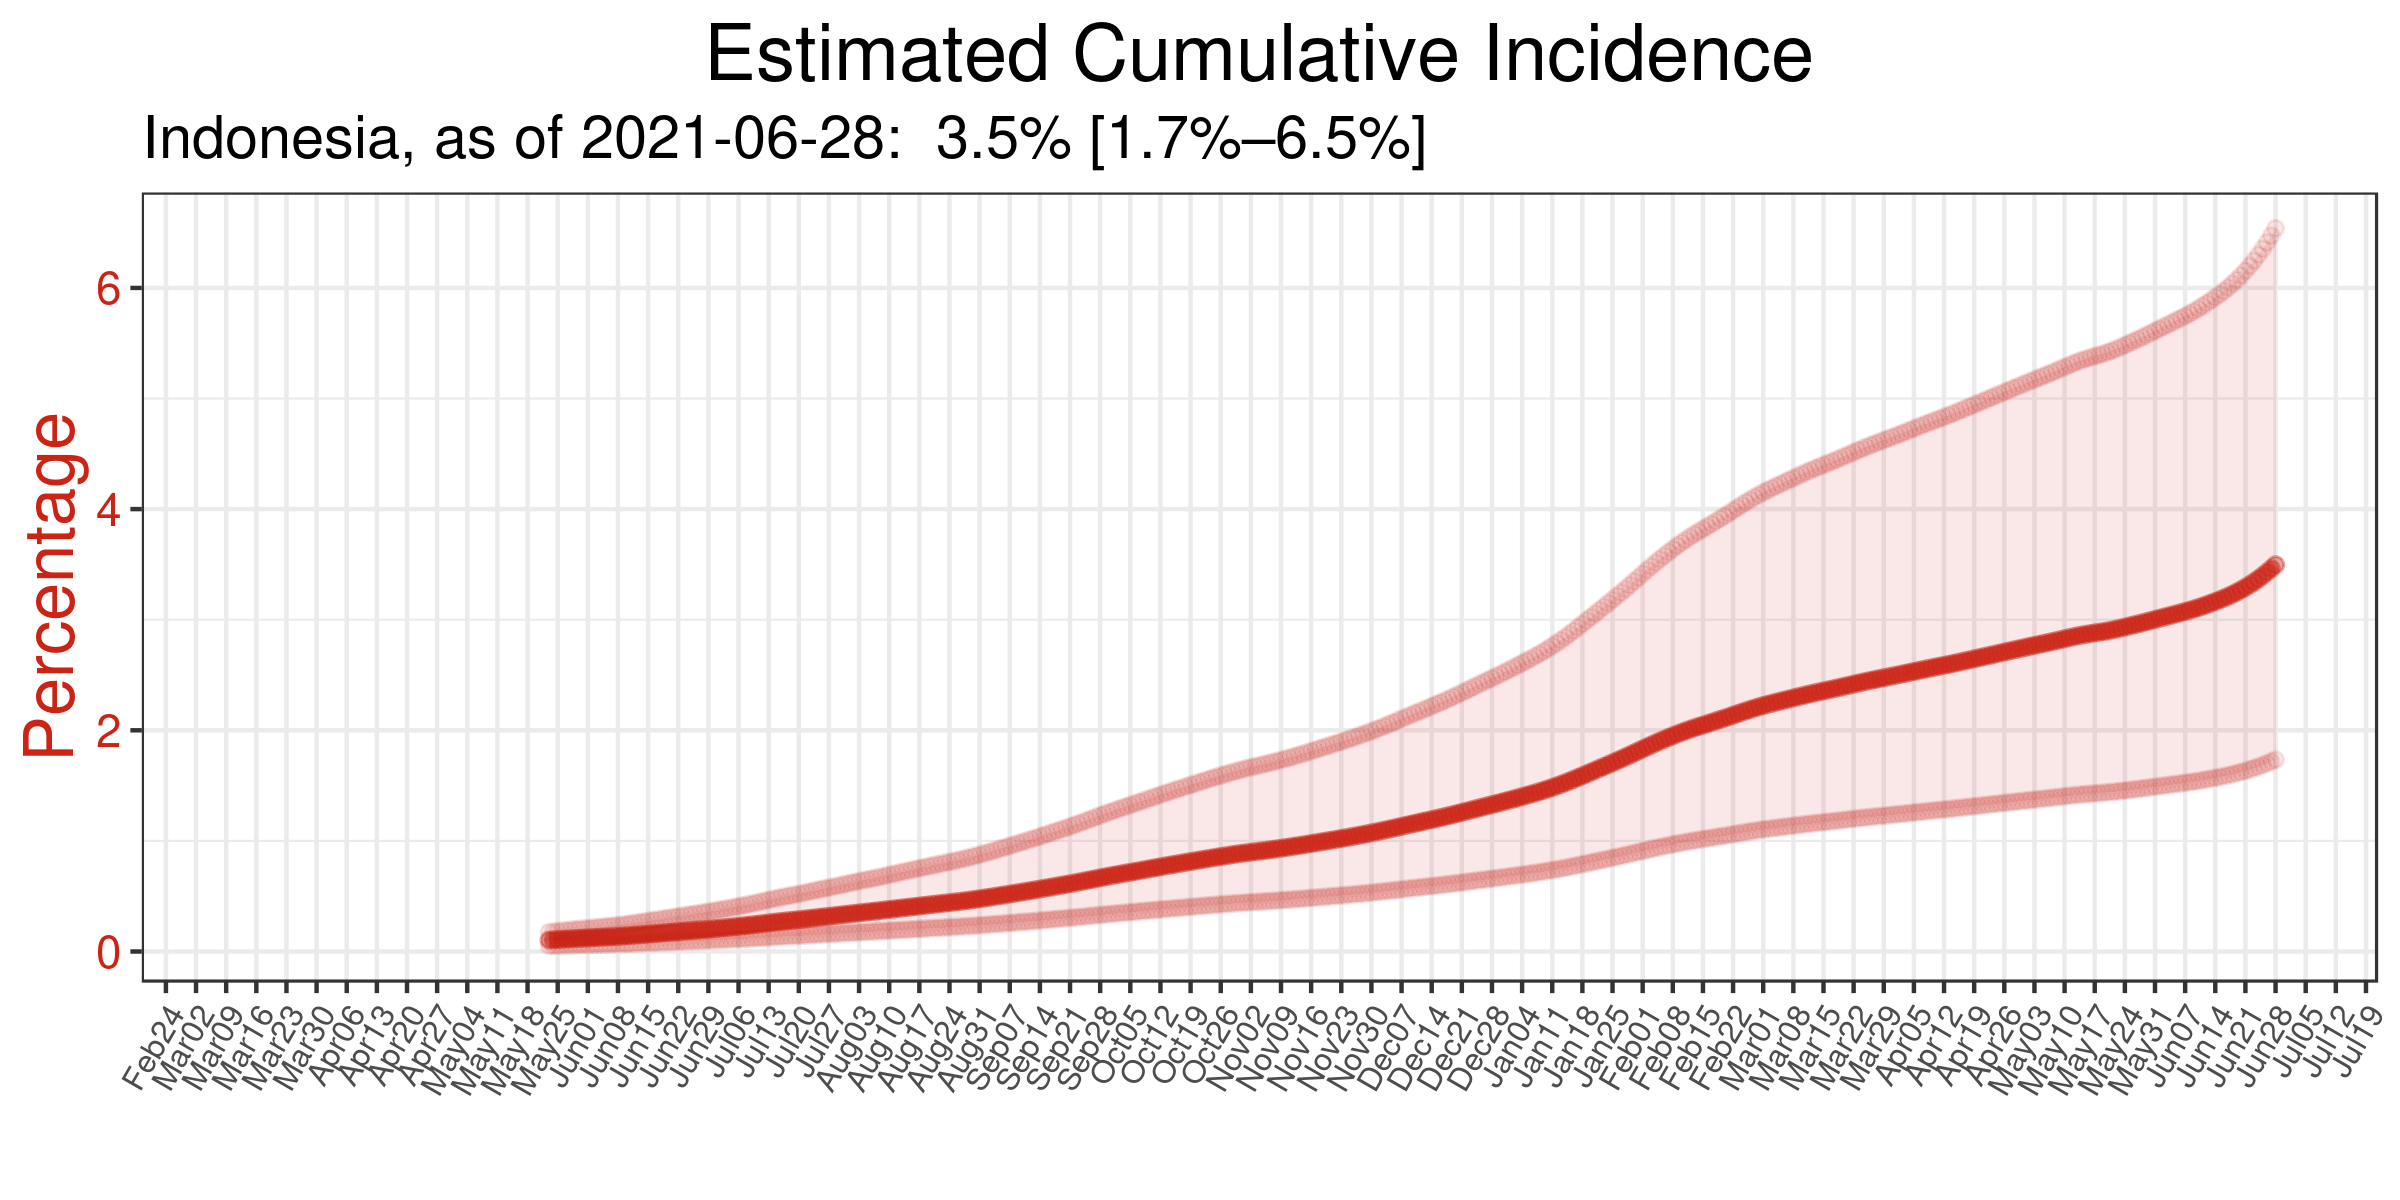 Estimated Cumulative Incidence
Indonesia, as of 2021-06-28: 3.5% [1.7%–6.5%]
Percentage
6
4
2
0
Feb24
Mar02
Mar09
Mar16
Mar23
Mar30
Apr06
Apr13
Apr20
Apr27
May04
May11
May18
May25
Jun01
Jun08
Jun15
Jun22
Jun29
Jul06
Jul13
Jul20
Jul27
Aug03
Aug10
Aug17
Aug24
Aug31
Sep07
Sep14
Sep21
Sep28
Oct05
Oct12
Oct19
Oct26
Nov02
Nov09
Nov16
Nov23
Nov30
Dec07
Dec14
Dec21
Dec28
Jan04
Jan11
Jan18
Jan25
Feb01
Feb08
Feb15
Feb22
Mar01
Mar08
Mar15
Mar22
Mar29
Apr05
Apr12
Apr19
Apr26
May03
May10
May17
May24
May31
Jun07
Jun14
Jun21
Jun28
Jul05
Jul12
Jul19